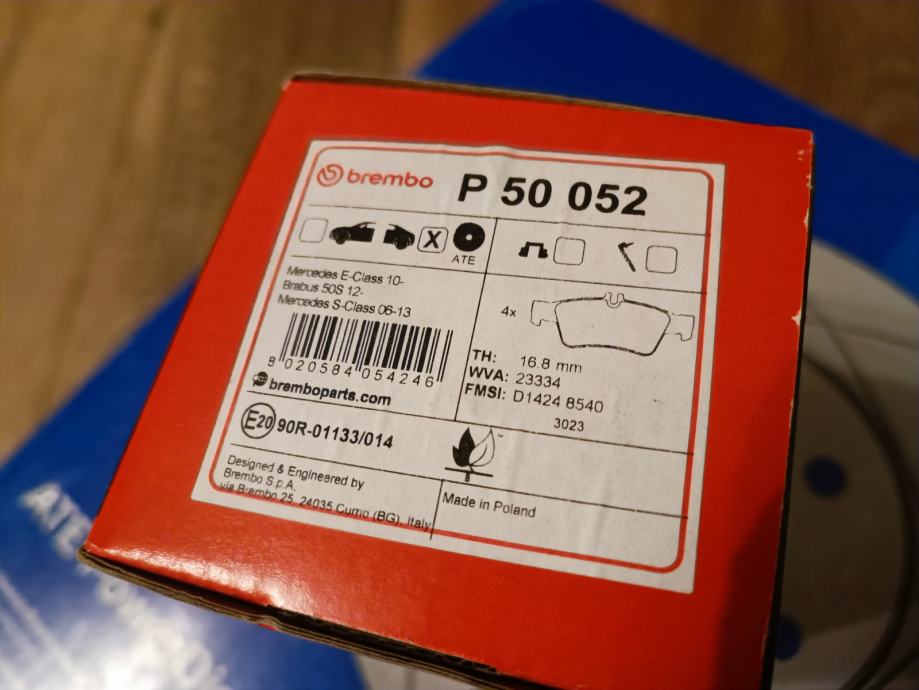 brembo P 50 052
X
ATE
Mercedes E-Class 10-
Brabus 50S 12-
Mercedes S-Class 06-13
8 020584 054246
bremboparts.com
4x
TH: 16.8 mm
WVA: 23334
FMSI: D1424 8540
3023
E20 90R-01133/014
B
Designed & Engineered by
Brembo S.p.A.
via Brembo 25, 24035 Curno (BG), Italy
Made in Poland
ATE